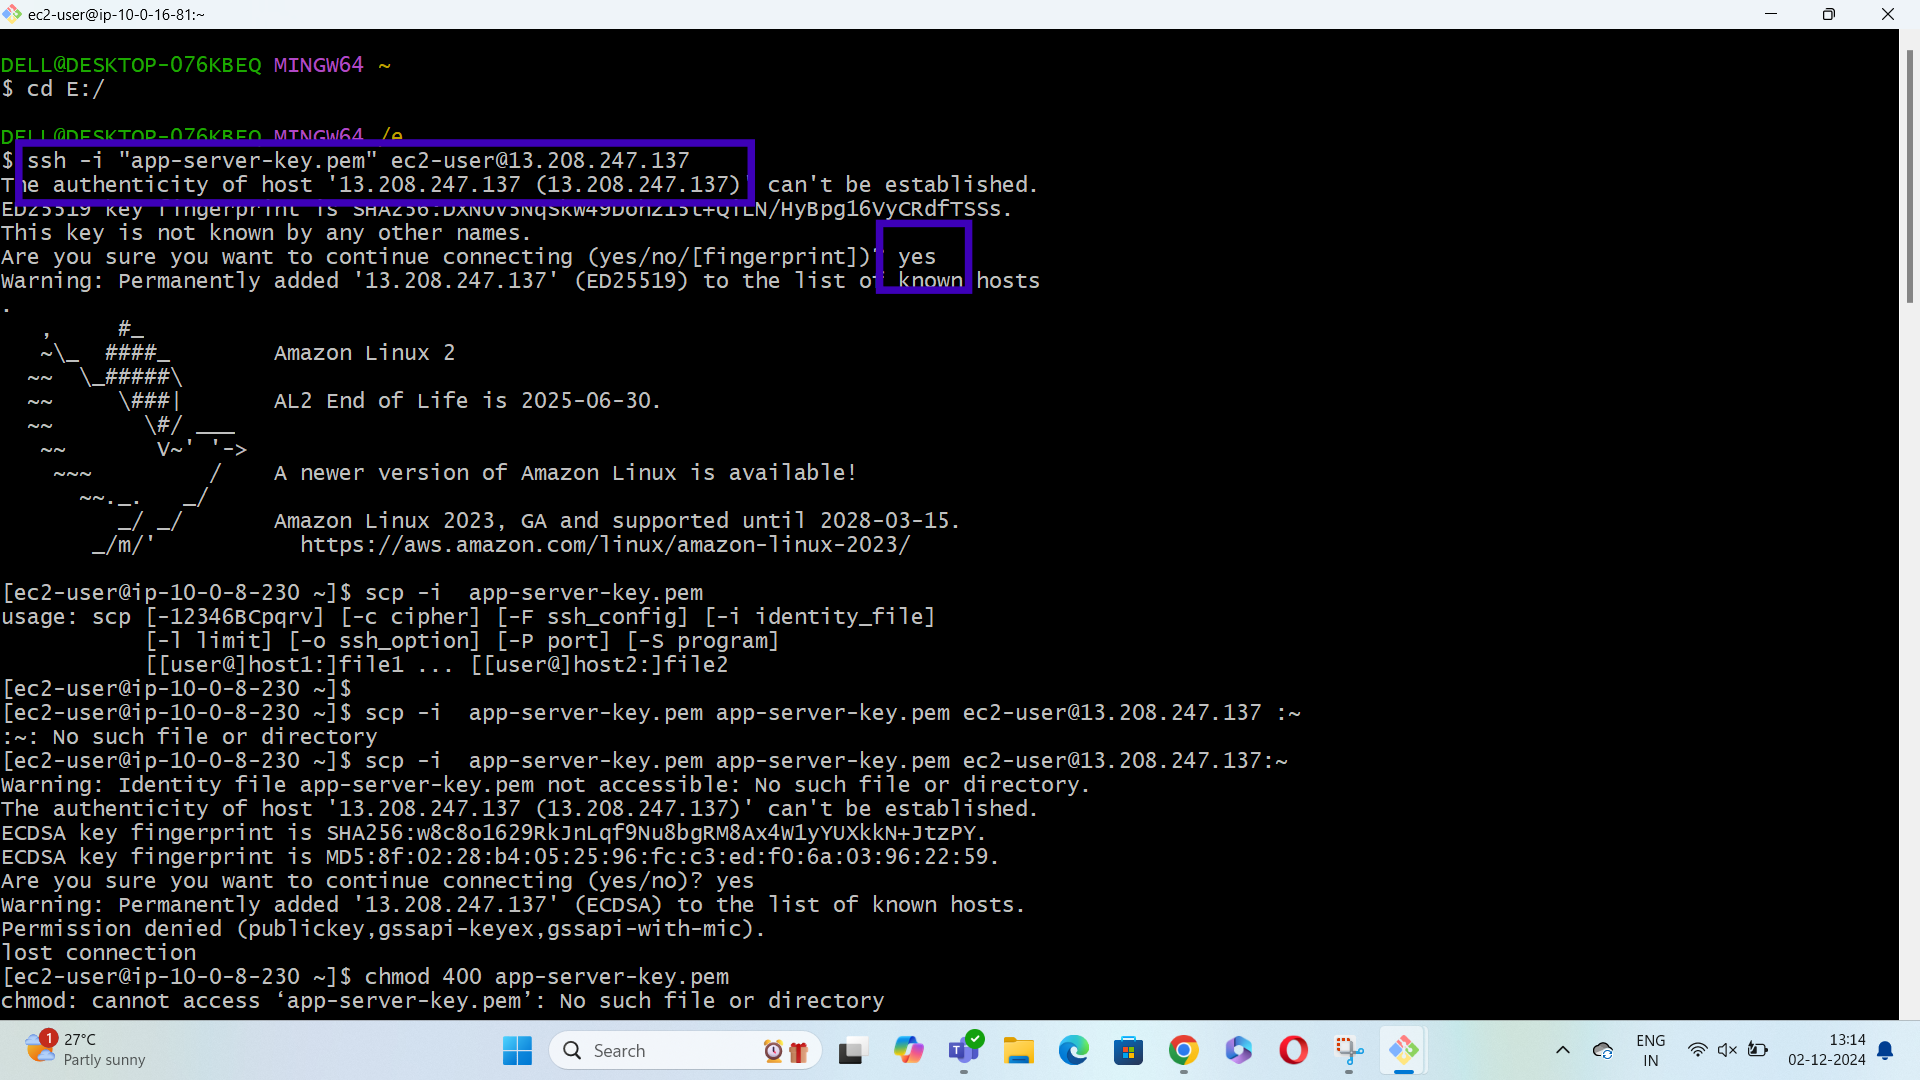 ec2-user@ip-10-0-16-81:~
DELL@DESKTOP-076KBEQ MINGW64 ~
$ cd E:/
DELL@DESKTOP-076KBEQ MINGW64 /e
$ ssh -i "app-server-key.pem" ec2-user@13.208.247.137
The authenticity of host '13.208.247.137 (13.208.247.137)' can't be established.
ED25519 key fingerprint is
This key is not known by any other names.
Are you sure you want to continue connecting (yes/no/[fingerprint])? yes
Warning: Permanently added '13.208.247.137' (ED25519) to the list of known hosts
.
   ,     #_
   ~\_  ####_        Amazon Linux 2
  ~~  \_#####\
  ~~     \###|       AL2 End of Life is 2025-06-30.
  ~~       \#/ ___
   ~~       V~' '->
    ~~~         /    A newer version of Amazon Linux is available!
      ~~._.   _/
         _/ _/       Amazon Linux 2023, GA and supported until 2028-03-15.
       _/m/'           https://aws.amazon.com/linux/amazon-linux-2023/
[ec2-user@ip-10-0-8-230 ~]$ scp -i  app-server-key.pem
usage: scp [-12346BCpqrv] [-c cipher] [-F ssh_config] [-i identity_file]
           [-l limit] [-o ssh_option] [-P port] [-S program]
           [[user@]host1:]file1 ... [[user@]host2:]file2
[ec2-user@ip-10-0-8-230 ~]$
[ec2-user@ip-10-0-8-230 ~]$ scp -i  app-server-key.pem app-server-key.pem ec2-user@13.208.247.137 :~
:~: No such file or directory
[ec2-user@ip-10-0-8-230 ~]$ scp -i  app-server-key.pem app-server-key.pem ec2-user@13.208.247.137:~
Warning: Identity file app-server-key.pem not accessible: No such file or directory.
The authenticity of host '13.208.247.137 (13.208.247.137)' can't be established.
ECDSA key fingerprint is SHA256:w8c8o1629RkJnLqf9Nu8bgRM8Ax4W1yYUXkkN+JtzPY.
ECDSA key fingerprint is MD5:8f:02:28:b4:05:25:96:fc:c3:ed:f0:6a:03:96:22:59.
Are you sure you want to continue connecting (yes/no)? yes
Warning: Permanently added '13.208.247.137' (ECDSA) to the list of known hosts.
Permission denied (publickey,gssapi-keyex,gssapi-with-mic).
lost connection
[ec2-user@ip-10-0-8-230 ~]$ chmod 400 app-server-key.pem
chmod: cannot access ‘app-server-key.pem’: No such file or directory
1
27°C
Partly sunny
Search
ENG
IN
13:14
02-12-2024